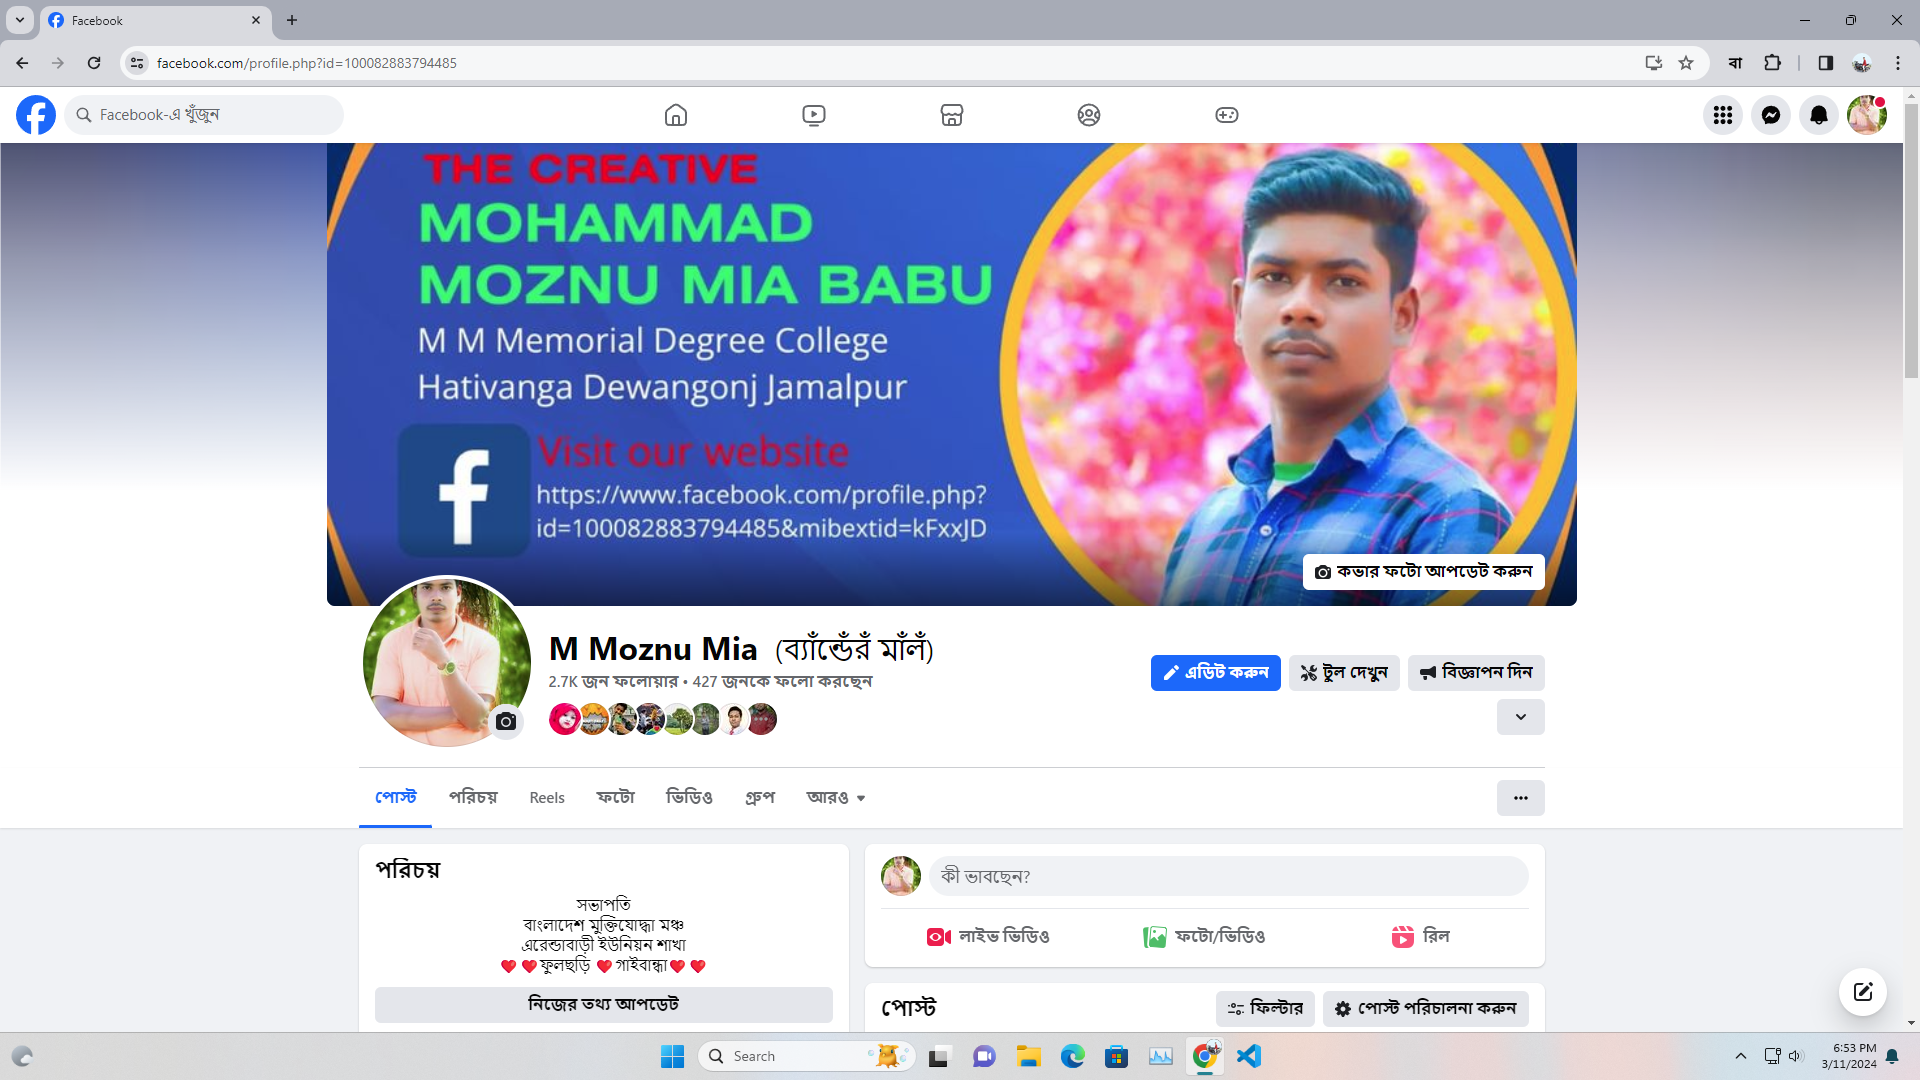 Facebook
facebook.com/profile.php?id=100082883794485
বা
Facebook-এ খুঁজুন
THE CREATIVE
MOHAMMAD
MOZNU MIA BABU
M M Memorial Degree College
Hativanga Dewangonj Jamalpur
Visit our website
https://www.facebook.com/profile.php?
id=100082883794485&mibextid=kFxxJD
কভার ফটো আপডেট করুন
M Moznu Mia (ব্যাঁন্ডেঁরঁ মাঁলঁ)
2.7K জন ফলোয়ার • 427 জনকে ফলো করছেন
এডিট করুন
টুল দেখুন
বিজ্ঞাপন দিন
পোস্ট পরিচয় Reels ফটো ভিডিও গ্রুপ আরও
পরিচয়
সভাপতি
বাংলাদেশ মুক্তিযোদ্ধা মঞ্চ
এরেন্ডাবাড়ী ইউনিয়ন শাখা
❤️❤️ফুলছড়ি ❤️গাইবান্ধা❤️❤️
নিজের তথ্য আপডেট
কী ভাবছেন?
লাইভ ভিডিও ফটো/ভিডিও রিল
পোস্ট ফিল্টার পোস্ট পরিচালনা করুন
Search
6:53 PM
3/11/2024